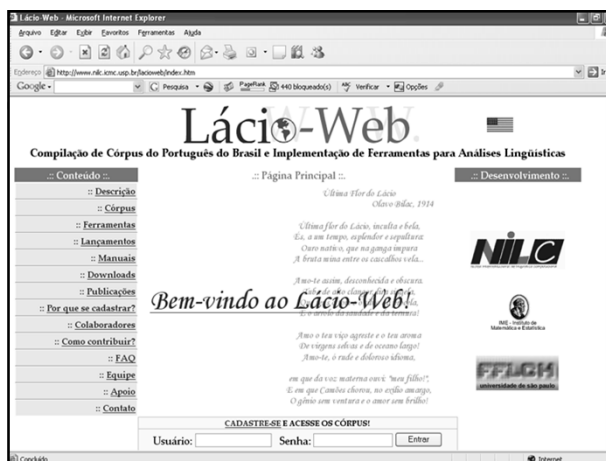 Lácio-Web - Microsoft Internet Explorer
Arquivo Editar Exibir Favoritos Ferramentas Ajuda
Endereço http://www.nilc.icmc.usp.br/lacioweb/index.htm
Google Pesquisa PageRank 440 bloqueado(s) Verificar Opções
Lácio-Web
Compilação de Córpus do Português do Brasil e Implementação de Ferramentas para Análises Lingüísticas
.:: Conteúdo ::.
:: Descrição
:: Córpus
:: Ferramentas
:: Lançamentos
:: Manuais
:: Downloads
:: Publicações
:: Por que se cadastrar?
:: Colaboradores
:: Como contribuir?
:: FAQ
:: Equipe
:: Apoio
:: Contato
.:: Página Principal ::.
Última Flor do Lácio
Olavo Bilac, 1914
Última flor do Lácio, inculta e bela,
És, a um tempo, esplendor e sepultura:
Ouro nativo, que na ganga impura
A bruta mina entre os cascalhos vela...
Amo-te assim, desconhecida e obscura.
Bem-vindo ao Lácio-Web!
E o arrolo da saudade e da ternura!
Amo o teu viço agreste e o teu aroma
De virgens selvas e de oceano largo!
Amo-te, ó rude e doloroso idioma,
em que da voz materna ouvi: "meu filho!",
E em que Camões chorou, no exílio amargo,
O gênio sem ventura e o amor sem brilho!
CADASTRE-SE E ACESSE OS CÓRPUS!
Usuário: Senha: Entrar
.:: Desenvolvimento ::.
NILC
IME - Instituto de
Matemática e Estatística
FFLCH
universidade de são paulo
Concluído Internet